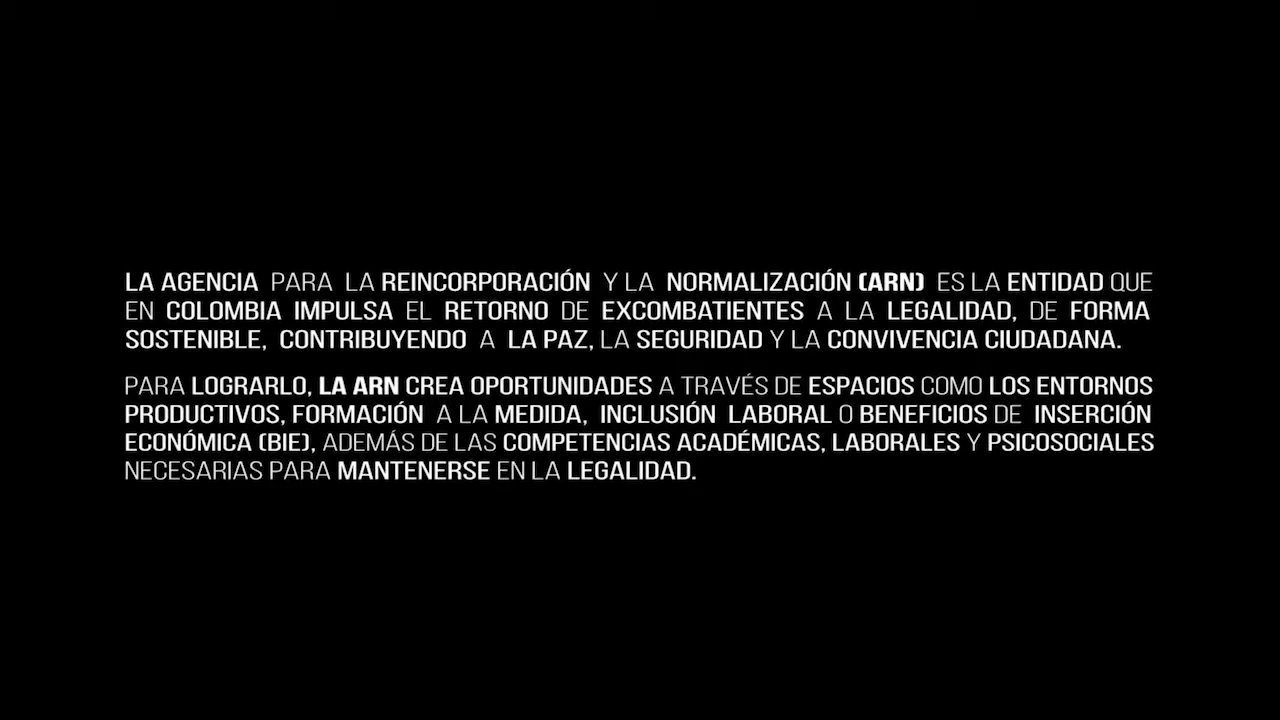 LA AGENCIA PARA LA REINCORPORACIÓN Y LA NORMALIZACIÓN (ARN) ES LA ENTIDAD QUE
EN COLOMBIA IMPULSA EL RETORNO DE EXCOMBATIENTES A LA LEGALIDAD, DE FORMA
SOSTENIBLE, CONTRIBUYENDO A LA PAZ, LA SEGURIDAD Y LA CONVIVENCIA CIUDADANA.
PARA LOGRARLO, LA ARN CREA OPORTUNIDADES A TRAVÉS DE ESPACIOS COMO LOS ENTORNOS
PRODUCTIVOS, FORMACIÓN A LA MEDIDA, INCLUSIÓN LABORAL O BENEFICIOS DE INSERCIÓN
ECONÓMICA (BIE), ADEMÁS DE LAS COMPETENCIAS ACADÉMICAS, LABORALES Y PSICOSOCIALES
NECESARIAS PARA MANTENERSE EN LA LEGALIDAD.